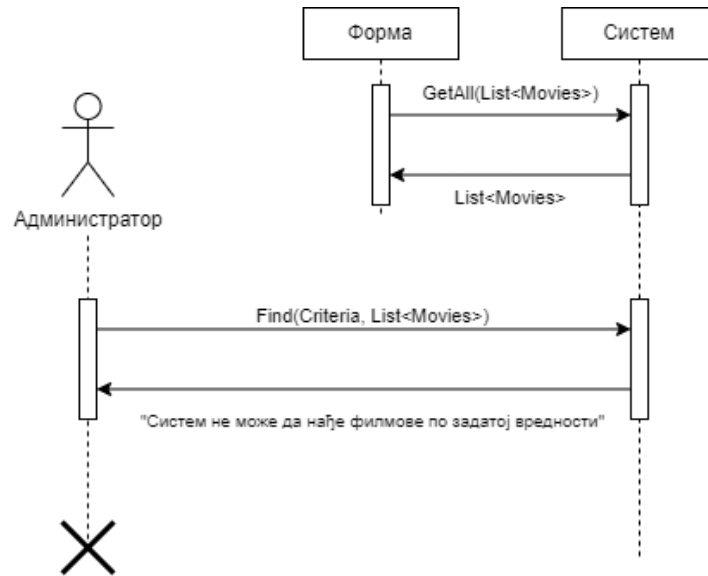 Форма
Систем
GetAll(List<Movies>)
List<Movies>
Администратор
Find(Criteria, List<Movies>)
"Систем не може да нађе филмове по задатој вредности"